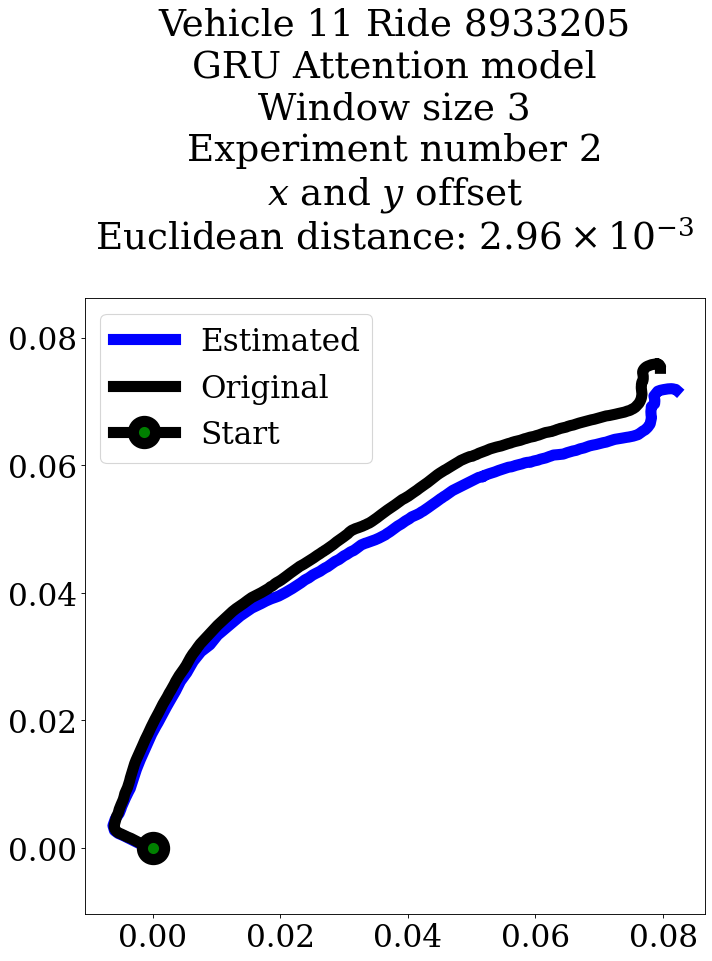 Vehicle 11 Ride 8933205
GRU Attention model
Window size 3
Experiment number 2
x and y offset
Euclidean distance: 2.96 × 10⁻³
Estimated
Original
Start
0.08
0.06
0.04
0.02
0.00
0.00 0.02 0.04 0.06 0.08